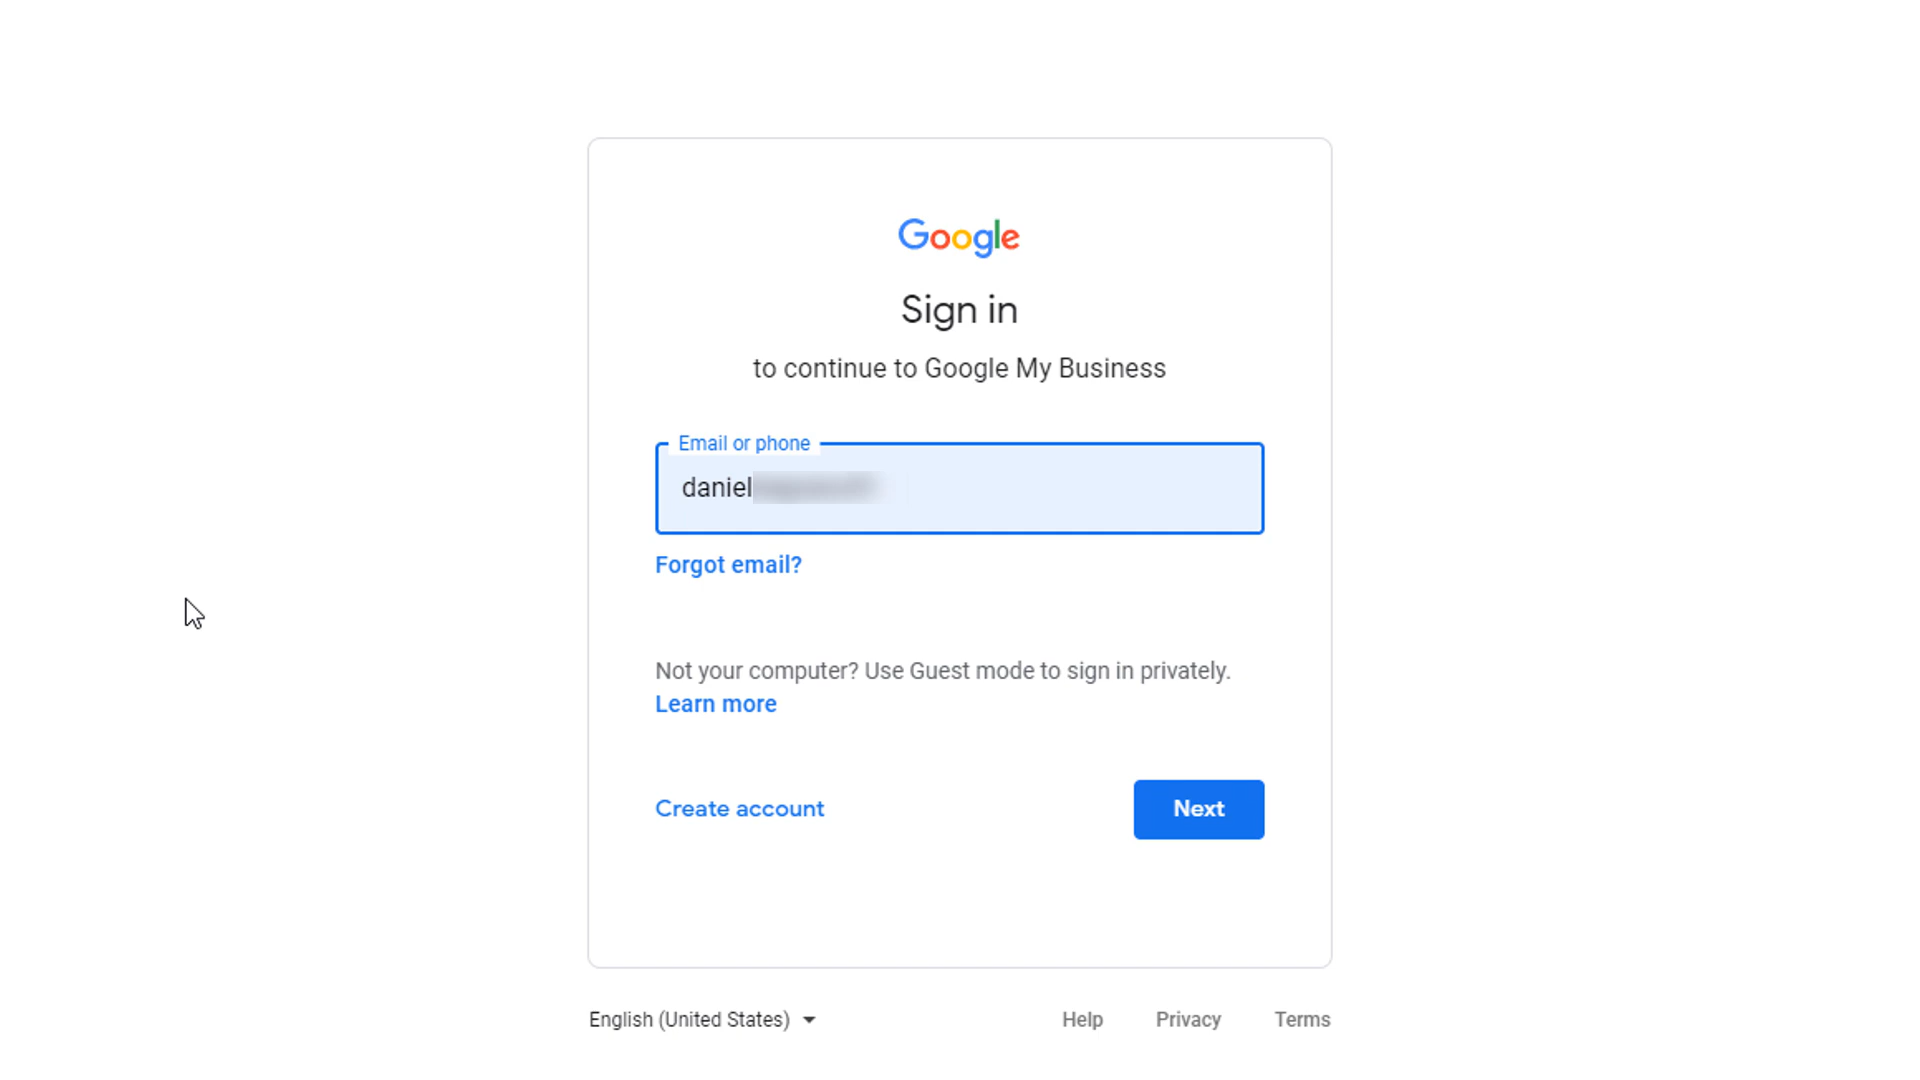 Google
Sign in
to continue to Google My Business
Email or phone
daniel
Forgot email?
Not your computer? Use Guest mode to sign in privately.
Learn more
Create account
Next
English (United States)
Help Privacy Terms